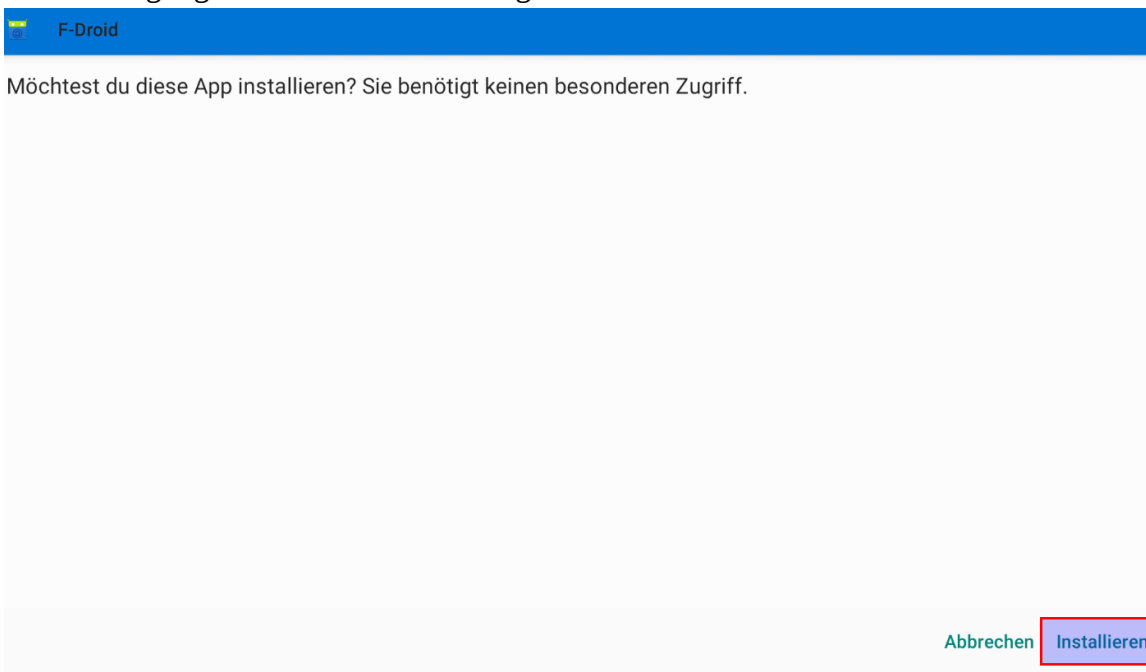 F-Droid
Möchtest du diese App installieren? Sie benötigt keinen besonderen Zugriff.
Abbrechen Installieren